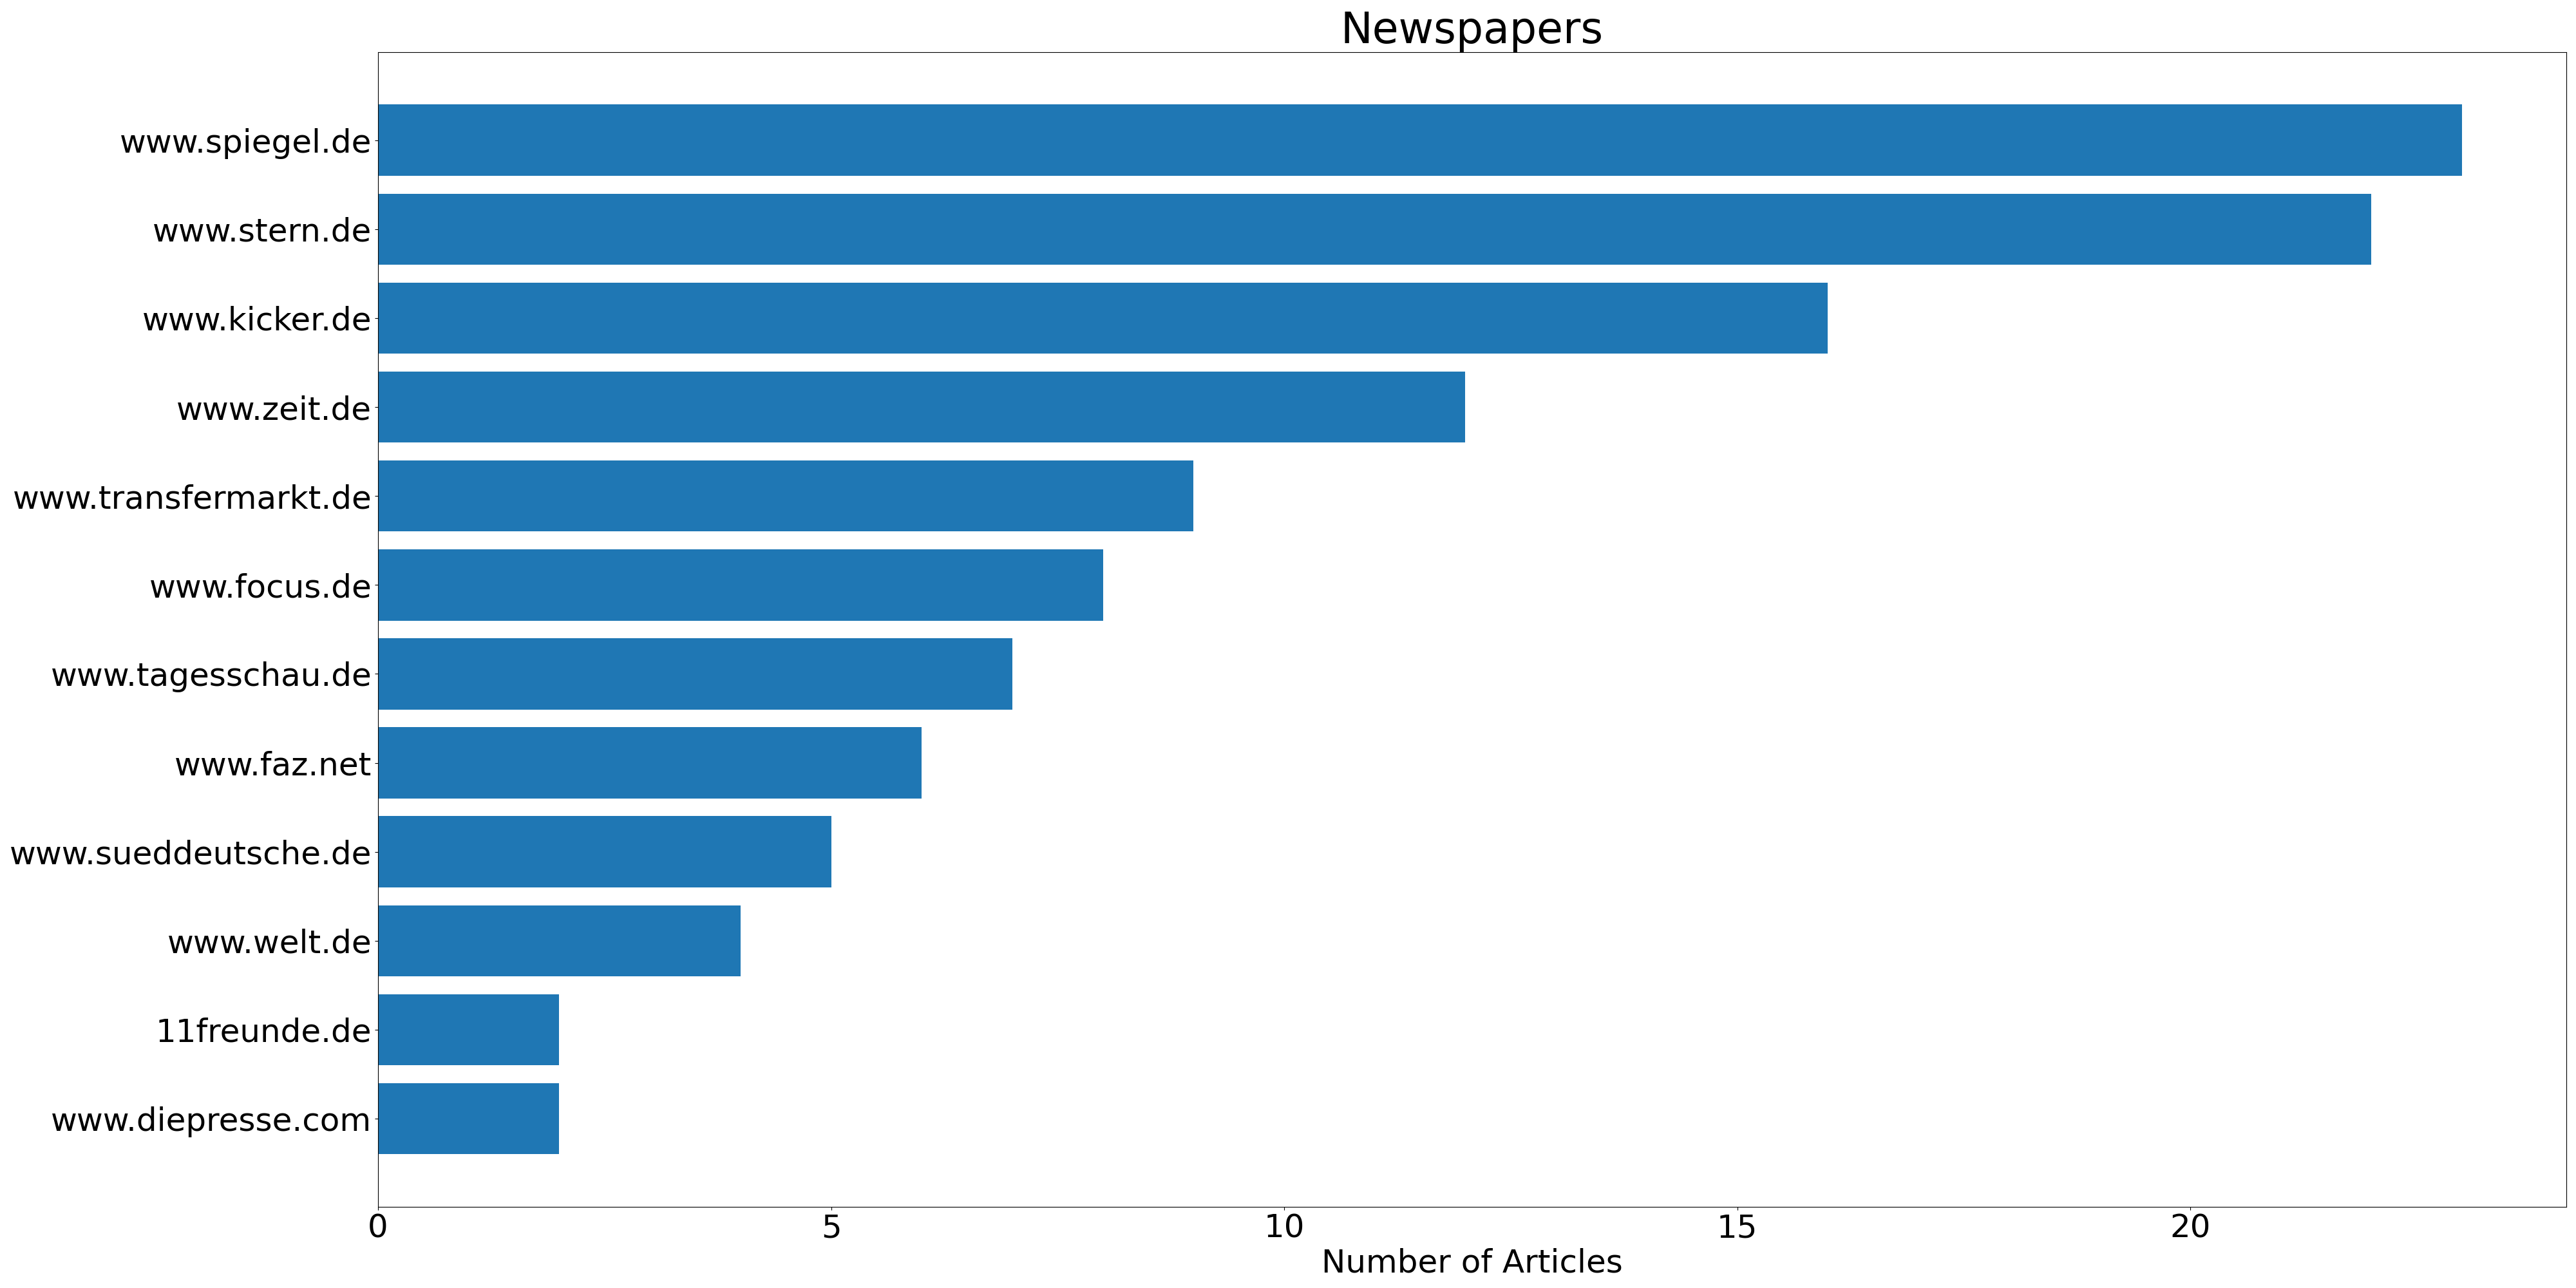 Newspapers
www.spiegel.de
www.stern.de
www.kicker.de
www.zeit.de
www.transfermarkt.de
www.focus.de
www.tagesschau.de
www.faz.net
www.sueddeutsche.de
www.welt.de
11freunde.de
www.diepresse.com
0 5 10 15 20
Number of Articles